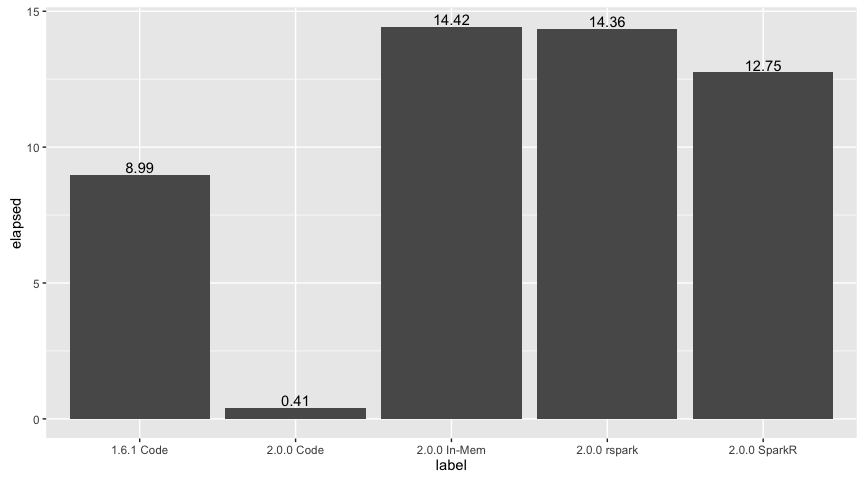 15
10
5
0
elapsed
8.99
0.41
14.42
14.36
12.75
1.6.1 Code
2.0.0 Code
2.0.0 In-Mem
2.0.0 rspark
2.0.0 SparkR
label